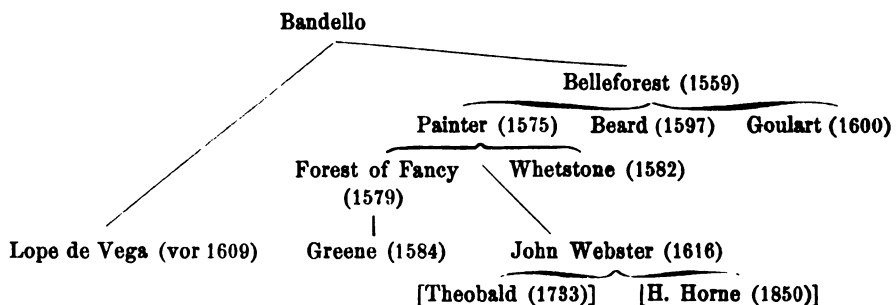 Bandello
Belleforest (1559)
Painter (1575) Beard (1597) Goulart (1600)
Forest of Fancy Whetstone (1582)
(1579)
Lope de Vega (vor 1609) Greene (1584) John Webster (1616)
[Theobald (1733)] [H. Horne (1850)]